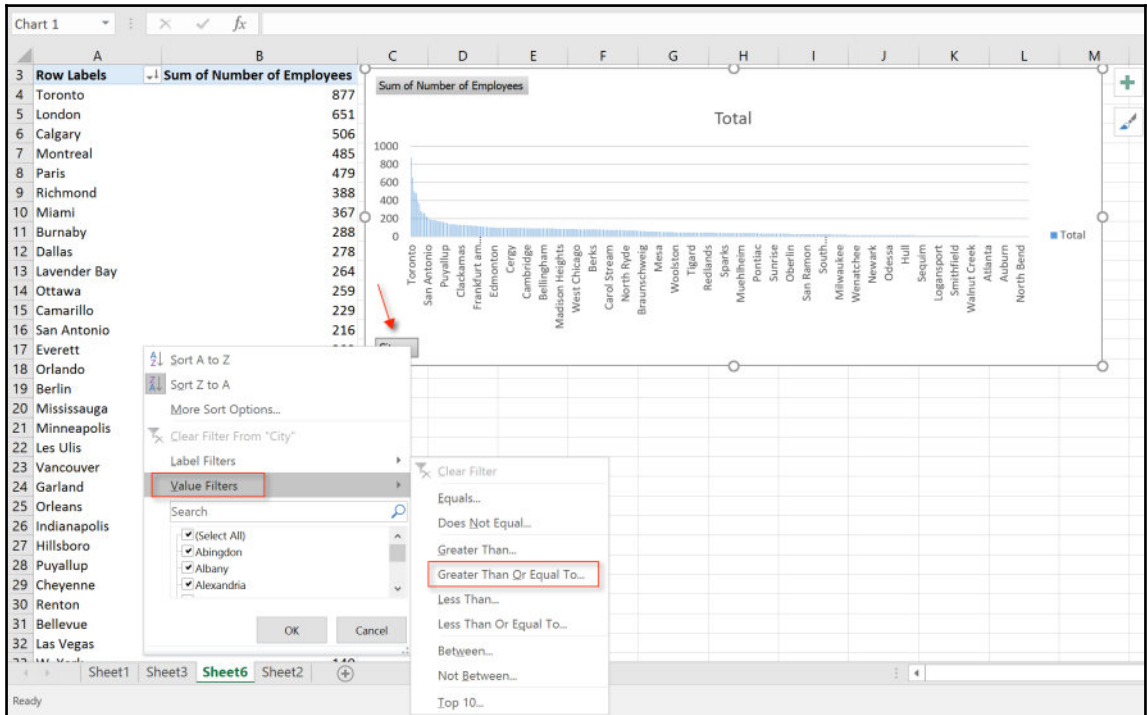 Chart 1
fx
A B C D E F G H I J K L M
3 Row Labels Sum of Number of Employees
4 Toronto 877
5 London 651
6 Calgary 506
7 Montreal 485
8 Paris 479
9 Richmond 388
10 Miami 367
11 Burnaby 288
12 Dallas 278
13 Lavender Bay 264
14 Ottawa 259
15 Camarillo 229
16 San Antonio 216
17 Everett
18 Orlando
19 Berlin
20 Mississauga
21 Minneapolis
22 Les Ulis
23 Vancouver
24 Garland
25 Orleans
26 Indianapolis
27 Hillsboro
28 Puyallup
29 Cheyenne
30 Renton
31 Bellevue
32 Las Vegas
Sum of Number of Employees
Total
1000
800
600
400
200
0
Toronto
San Antonio
Puyallup
Clackamas
Frankfurt am...
Edmonton
Cergy
Cambridge
Bellingham
Madison Heights
West Chicago
Berks
Carol Stream
North Ryde
Braunschweig
Mesa
Woolston
Tigard
Redlands
Sparks
Muehlheim
Pontiac
Sunrise
Oberlin
San Ramon
South...
Milwaukee
Wenatchee
Newark
Odessa
Hull
Sequim
Logansport
Smithfield
Walnut Creek
Atlanta
Auburn
North Bend
Total
Sort A to Z
Sort Z to A
More Sort Options...
Clear Filter From "City"
Label Filters
Value Filters
Search
(Select All)
Abingdon
Albany
Alexandria
OK Cancel
Clear Filter
Equals...
Does Not Equal...
Greater Than...
Greater Than Or Equal To...
Less Than...
Less Than Or Equal To...
Between...
Not Between...
Top 10...
Sheet1 Sheet3 Sheet6 Sheet2
Ready